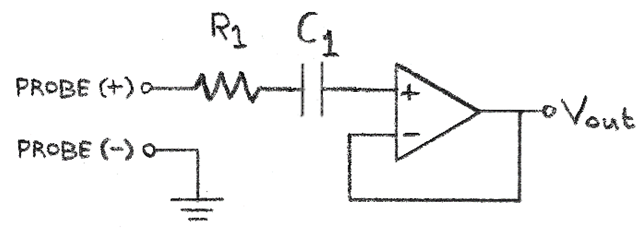 R1 C1
PROBE (+)
+
Vout
PROBE (-)
-